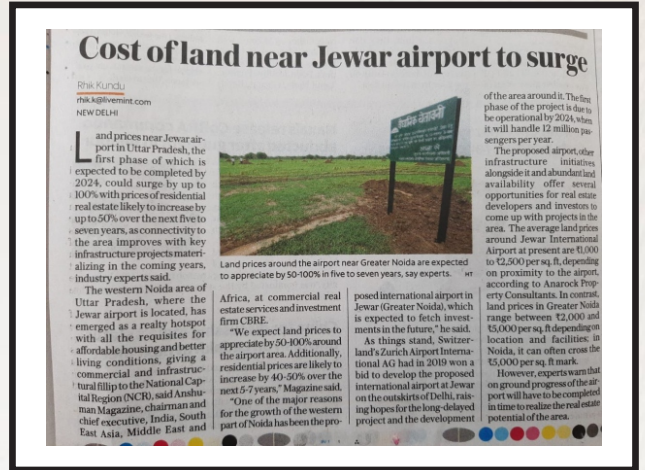 Cost of land near Jewar airport to surge
Rhik Kundu
rhik.k@livemint.com
NEW DELHI
Land prices near Jewar air-
port in Uttar Pradesh, the
first phase of which is
expected to be completed by
2024, could surge by up to
100% with prices of residential
real estate likely to increase by
up to 50% over the next five to
seven years, as connectivity to
the area improves with key
infrastructure projects materi-
alizing in the coming years,
industry experts said.
The western Noida area of
Uttar Pradesh, where the
Jewar airport is located, has
emerged as a realty hotspot
with all the requisites for
affordable housing and better
living conditions, giving a
commercial and infrastruc-
tural fillip to the National Cap-
ital Region (NCR), said Anshu-
man Magazine, chairman and
chief executive, India, South
East Asia, Middle East and
Land prices around the airport near Greater Noida are expected
to appreciate by 50-100% in five to seven years, say experts. HT
Africa, at commercial real
estate services and investment
firm CBRE.
“We expect land prices to
appreciate by 50-100% around
the airport area. Additionally,
residential prices are likely to
increase by 40-50% over the
next 5-7 years,” Magazine said.
“One of the major reasons
for the growth of the western
part of Noida has been the pro-
posed international airport in
Jewar (Greater Noida), which
is expected to fetch invest-
ments in the future,” he said.
As things stand, Switzer-
land's Zurich Airport Interna-
tional AG had in 2019 won a
bid to develop the proposed
international airport at Jewar
on the outskirts of Delhi, rais-
ing hopes for the long-delayed
project and the development
of the area around it. The first
phase of the project is due to
be operational by 2024, when
it will handle 12 million pas-
sengers per year.
The proposed airport, other
infrastructure initiatives
alongside it and abundant land
availability offer several
opportunities for real estate
developers and investors to
come up with projects in the
area. The average land prices
around Jewar International
Airport at present are ₹1,000
to ₹2,500 per sq. ft, depending
on proximity to the airport,
according to Anarock Prop-
erty Consultants. In contrast,
land prices in Greater Noida
range between ₹2,000 and
₹5,000 per sq. ft depending on
location and facilities; in
Noida, it can often cross the
₹5,000 per sq. ft mark.
However, experts warn that
on ground progress of the air-
port will have to be completed
in time to realize the real estate
potential of the area.